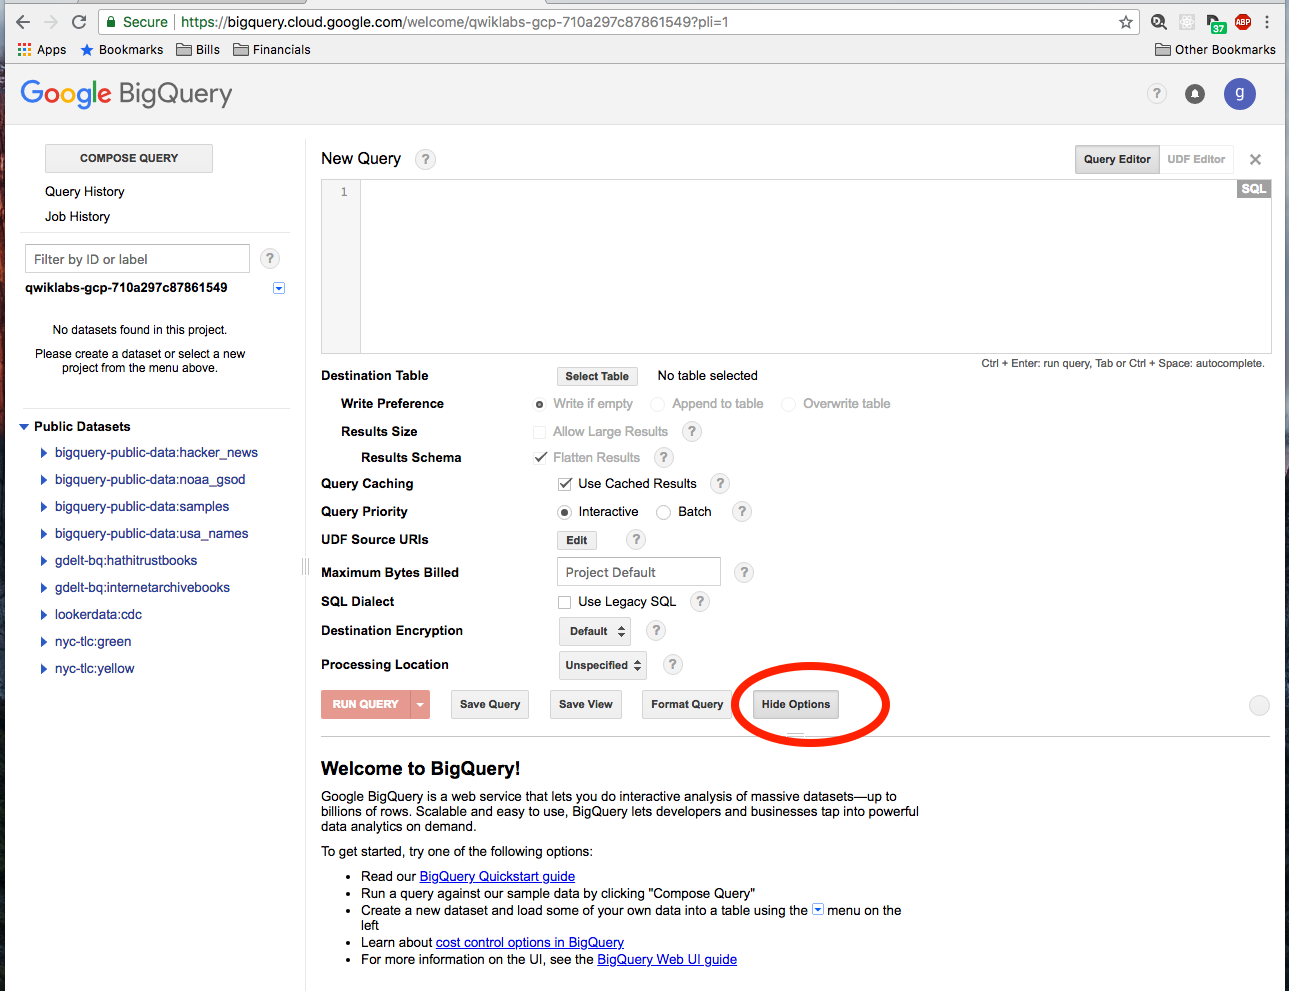 Secure https://bigquery.cloud.google.com/welcome/qwiklabs-gcp-710a297c87861549?pli=1
37 ABP
Apps Bookmarks Bills Financials Other Bookmarks
Google BigQuery
? g
COMPOSE QUERY
Query History
Job History
Filter by ID or label ?
qwiklabs-gcp-710a297c87861549
No datasets found in this project.
Please create a dataset or select a new
project from the menu above.
Public Datasets
bigquery-public-data:hacker_news
bigquery-public-data:noaa_gsod
bigquery-public-data:samples
bigquery-public-data:usa_names
gdelt-bq:hathitrustbooks
gdelt-bq:internetarchivebooks
lookerdata:cdc
nyc-tlc:green
nyc-tlc:yellow
New Query ? Query Editor UDF Editor
1 SQL
Ctrl + Enter: run query, Tab or Ctrl + Space: autocomplete.
Destination Table Select Table No table selected
Write Preference Write if empty Append to table Overwrite table
Results Size Allow Large Results ?
Results Schema Flatten Results ?
Query Caching Use Cached Results ?
Query Priority Interactive Batch ?
UDF Source URIs Edit ?
Maximum Bytes Billed Project Default ?
SQL Dialect Use Legacy SQL ?
Destination Encryption Default ?
Processing Location Unspecified ?
RUN QUERY Save Query Save View Format Query Hide Options
Welcome to BigQuery!
Google BigQuery is a web service that lets you do interactive analysis of massive datasets—up to
billions of rows. Scalable and easy to use, BigQuery lets developers and businesses tap into powerful
data analytics on demand.
To get started, try one of the following options:
• Read our BigQuery Quickstart guide
• Run a query against our sample data by clicking "Compose Query"
• Create a new dataset and load some of your own data into a table using the menu on the
left
• Learn about cost control options in BigQuery
• For more information on the UI, see the BigQuery Web UI guide